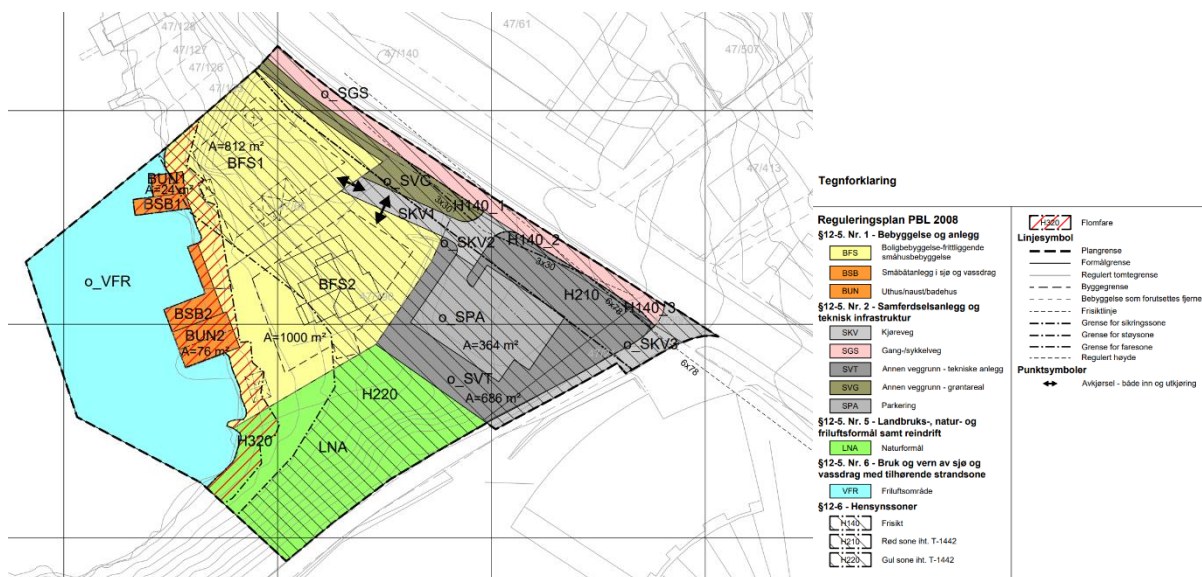 47/128
47/127
47/126
47/61
47/140
47/507
47/413
o_SGS
A=812 m²
BFS1
BUN1
A=24 m²
BSB1
o_SVG
3x30
H140_1
SKV1
o_SKV2
H140_2
3x30
o_VFR
BFS2
H210
6x78
H140_3
BSB2
BUN2
A=76 m²
o_SPA
A=1000 m²
A=364 m²
o_SKV3
6x78
o_SVT
A=686 m²
H220
H320
LNA
Tegnforklaring
Reguleringsplan PBL 2008
§12-5. Nr. 1 - Bebyggelse og anlegg
BFS Boligbebyggelse-frittliggende
småhusbebyggelse
BSB Småbåtanlegg i sjø og vassdrag
BUN Uthus/naust/badehus
§12-5. Nr. 2 - Samferdselsanlegg og
teknisk infrastruktur
SKV Kjøreveg
SGS Gang-/sykkelveg
SVT Annen veggrunn - tekniske anlegg
SVG Annen veggrunn - grøntareal
SPA Parkering
§12-5. Nr. 5 - Landbruks-, natur- og
friluftsformål samt reindrift
LNA Naturformål
§12-5. Nr. 6 - Bruk og vern av sjø og
vassdrag med tilhørende strandsone
VFR Friluftsområde
§12-6 - Hensynssoner
H140 Frisikt
H210 Rød sone iht. T-1442
H220 Gul sone iht. T-1442
H320 Flomfare
Linjesymbol
Plangrense
Formålgrense
Regulert tomtegrense
Byggegrense
Bebyggelse som forutsettes fjernet
Frisiktlinje
Grense for sikringssone
Grense for støysone
Grense for faresone
Regulert høyde
Punktsymboler
Avkjørsel - både inn og utkjøring